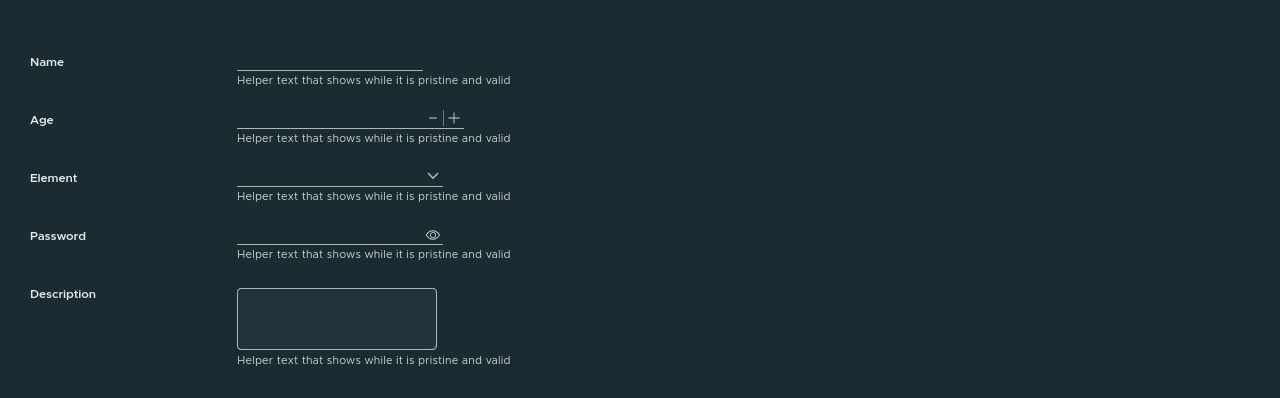 Name
Helper text that shows while it is pristine and valid
Age
Helper text that shows while it is pristine and valid
Element
Helper text that shows while it is pristine and valid
Password
Helper text that shows while it is pristine and valid
Description
Helper text that shows while it is pristine and valid